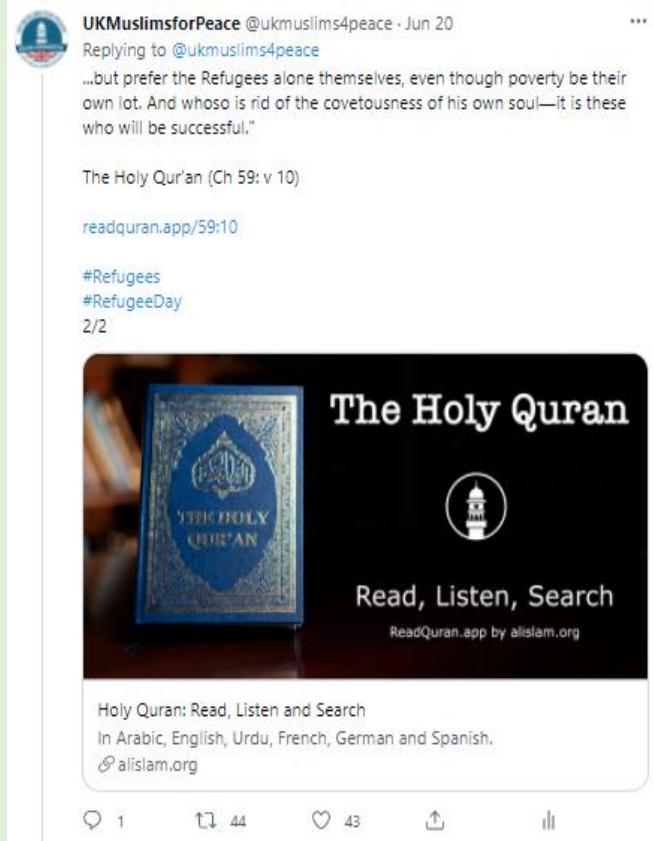 UKMuslimsforPeace @ukmuslims4peace · Jun 20
Replying to @ukmuslims4peace
...but prefer the Refugees alone themselves, even though poverty be their
own lot. And whoso is rid of the covetousness of his own soul—it is these
who will be successful."
The Holy Qur'an (Ch 59: v 10)
readquran.app/59:10
#Refugees
#RefugeeDay
2/2
The Holy Quran
THE HOLY
QUR'AN
Read, Listen, Search
ReadQuran.app by alislam.org
Holy Quran: Read, Listen and Search
In Arabic, English, Urdu, French, German and Spanish.
alislam.org
1 44 43